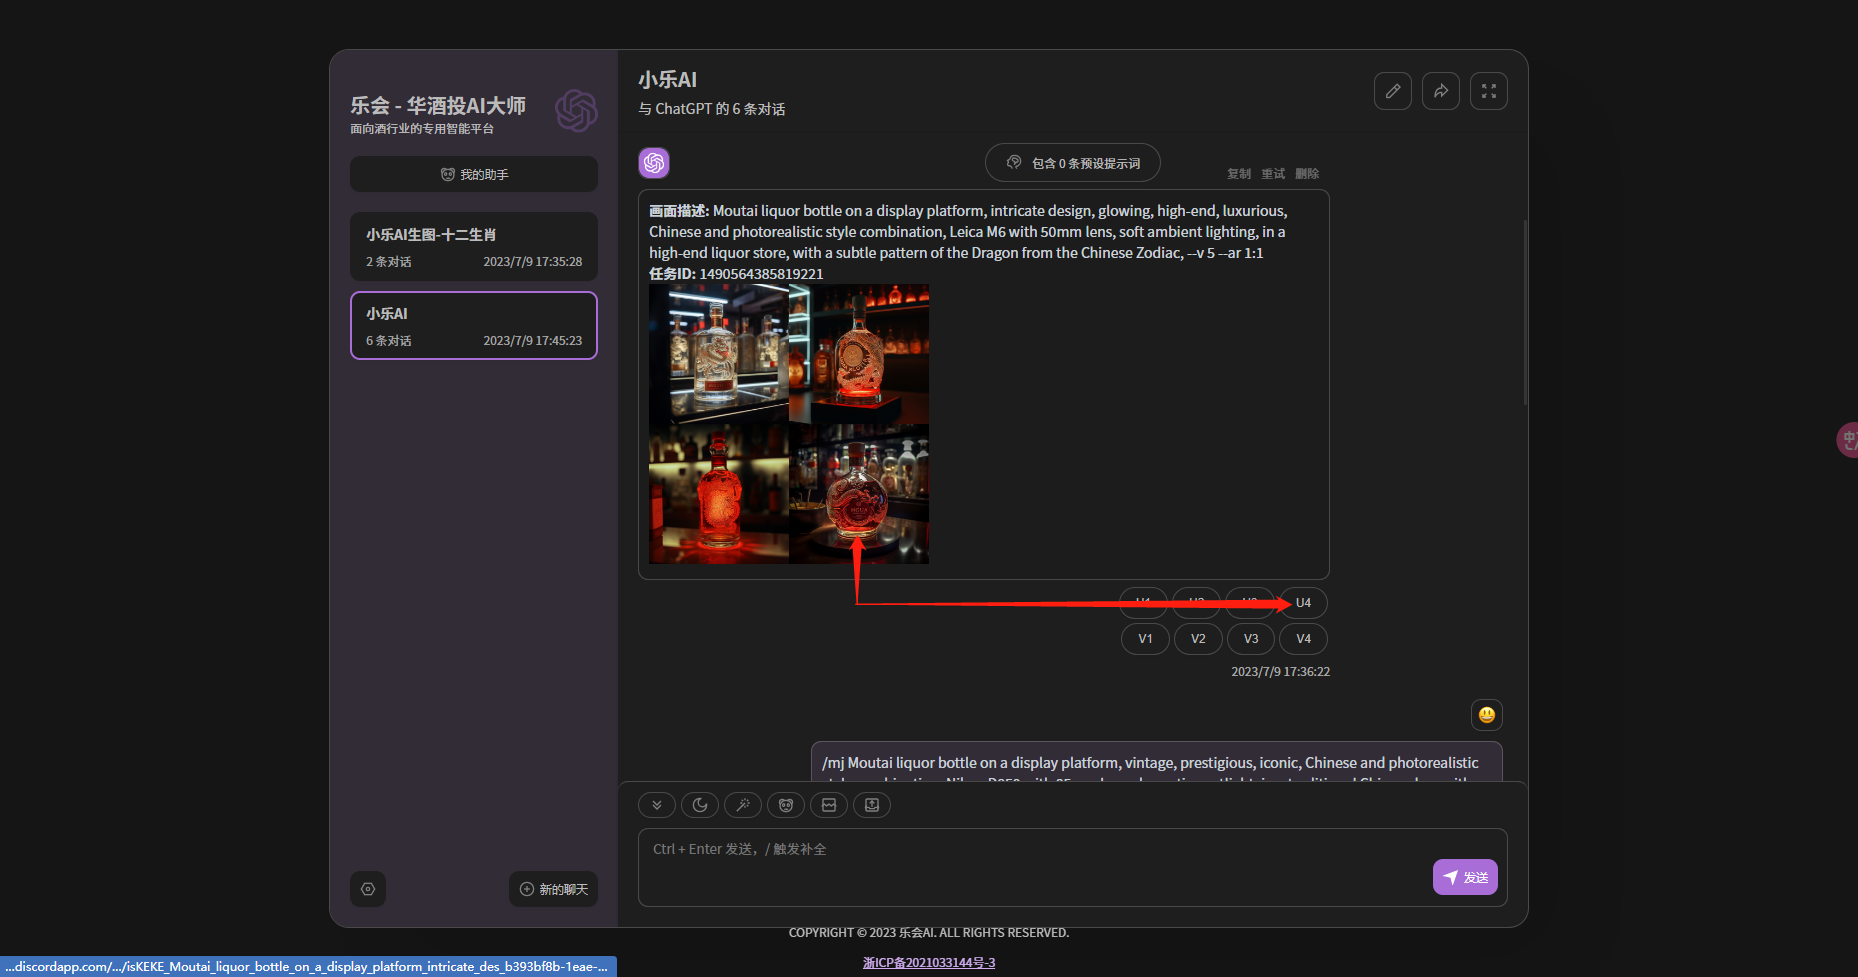 乐会 - 华酒投AI大师
面向酒行业的专用智能平台
我的助手
小乐AI生图-十二生肖
2 条对话
2023/7/9 17:35:28
小乐AI
6 条对话
2023/7/9 17:45:23
新的聊天
小乐AI
与 ChatGPT 的 6 条对话
包含 0 条预设提示词
复制 重试 删除
画面描述: Moutai liquor bottle on a display platform, intricate design, glowing, high-end, luxurious,
Chinese and photorealistic style combination, Leica M6 with 50mm lens, soft ambient lighting, in a
high-end liquor store, with a subtle pattern of the Dragon from the Chinese Zodiac, --v 5 --ar 1:1
任务ID: 1490564385819221
U1 U2 U3 U4
V1 V2 V3 V4
2023/7/9 17:36:22
/mj Moutai liquor bottle on a display platform, vintage, prestigious, iconic, Chinese and photorealistic
Ctrl + Enter 发送，/ 触发补全
发送
COPYRIGHT © 2023 乐会AI. ALL RIGHTS RESERVED.
浙ICP备2021033144号-3
...discordapp.com/.../isKEKE_Moutai_liquor_bottle_on_a_display_platform_intricate_des_b393bf8b-1eae-...